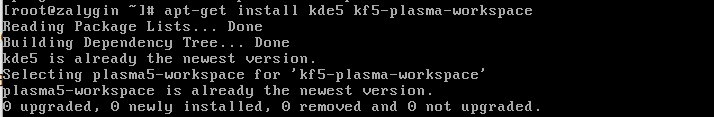 [root@zalygin ~]# apt-get install kde5 kf5-plasma-workspace
Reading Package Lists... Done
Building Dependency Tree... Done
kde5 is already the newest version.
Selecting plasma5-workspace for 'kf5-plasma-workspace'
plasma5-workspace is already the newest version.
0 upgraded, 0 newly installed, 0 removed and 0 not upgraded.